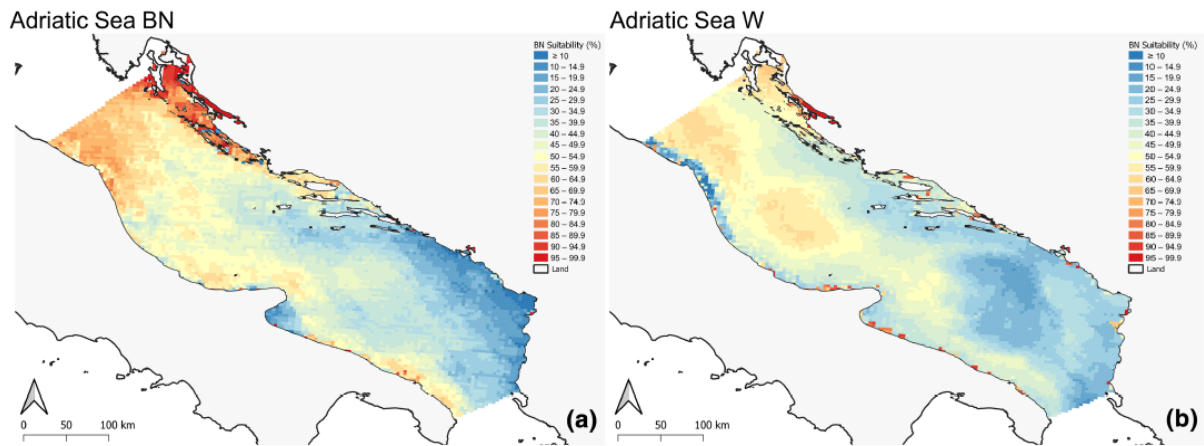 Adriatic Sea BN
BN Suitability (%)
≥ 10
10 – 14.9
15 – 19.9
20 – 24.9
25 – 29.9
30 – 34.9
35 – 39.9
40 – 44.9
45 – 49.9
50 – 54.9
55 – 59.9
60 – 64.9
65 – 69.9
70 – 74.9
75 – 79.9
80 – 84.9
85 – 89.9
90 – 94.9
95 – 99.9
Land
0 50 100 km
(a)
Adriatic Sea W
BN Suitability (%)
≥ 10
10 – 14.9
15 – 19.9
20 – 24.9
25 – 29.9
30 – 34.9
35 – 39.9
40 – 44.9
45 – 49.9
50 – 54.9
55 – 59.9
60 – 64.9
65 – 69.9
70 – 74.9
75 – 79.9
80 – 84.9
85 – 89.9
90 – 94.9
95 – 99.9
Land
0 50 100 km
(b)